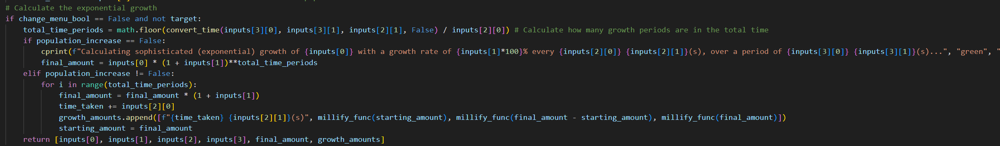 # Calculate the exponential growth
if change_menu_bool == False and not target:
    total_time_periods = math.floor(convert_time(inputs[3][0], inputs[3][1], inputs[2][1], False) / inputs[2][0]) # Calculate how many growth periods are in the total time
    if population_increase == False:
        cprint(f"Calculating sophisticated (exponential) growth of {inputs[0]} with a growth rate of {inputs[1]*100}% every {inputs[2][0]} {inputs[2][1]}(s), over a period of {inputs[3][0]} {inputs[3][1]}(s)...", "green", "
        final_amount = inputs[0] * (1 + inputs[1])**total_time_periods
    elif population_increase != False:
        for i in range(total_time_periods):
            final_amount = final_amount * (1 + inputs[1])
            time_taken += inputs[2][0]
            growth_amounts.append([f"{time_taken} {inputs[2][1]}(s)", millify_func(starting_amount), millify_func(final_amount - starting_amount), millify_func(final_amount)])
            starting_amount = final_amount
    return [inputs[0], inputs[1], inputs[2], inputs[3], final_amount, growth_amounts]